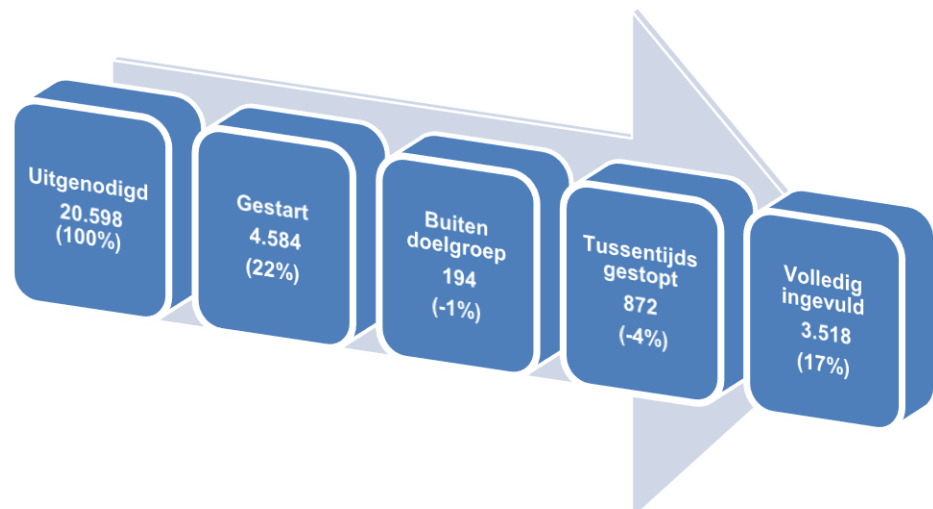 Uitgenodigd
20.598
(100%)
Gestart
4.584
(22%)
Buiten
doelgroep
194
(-1%)
Tussentijds
gestopt
872
(-4%)
Volledig
ingevuld
3.518
(17%)